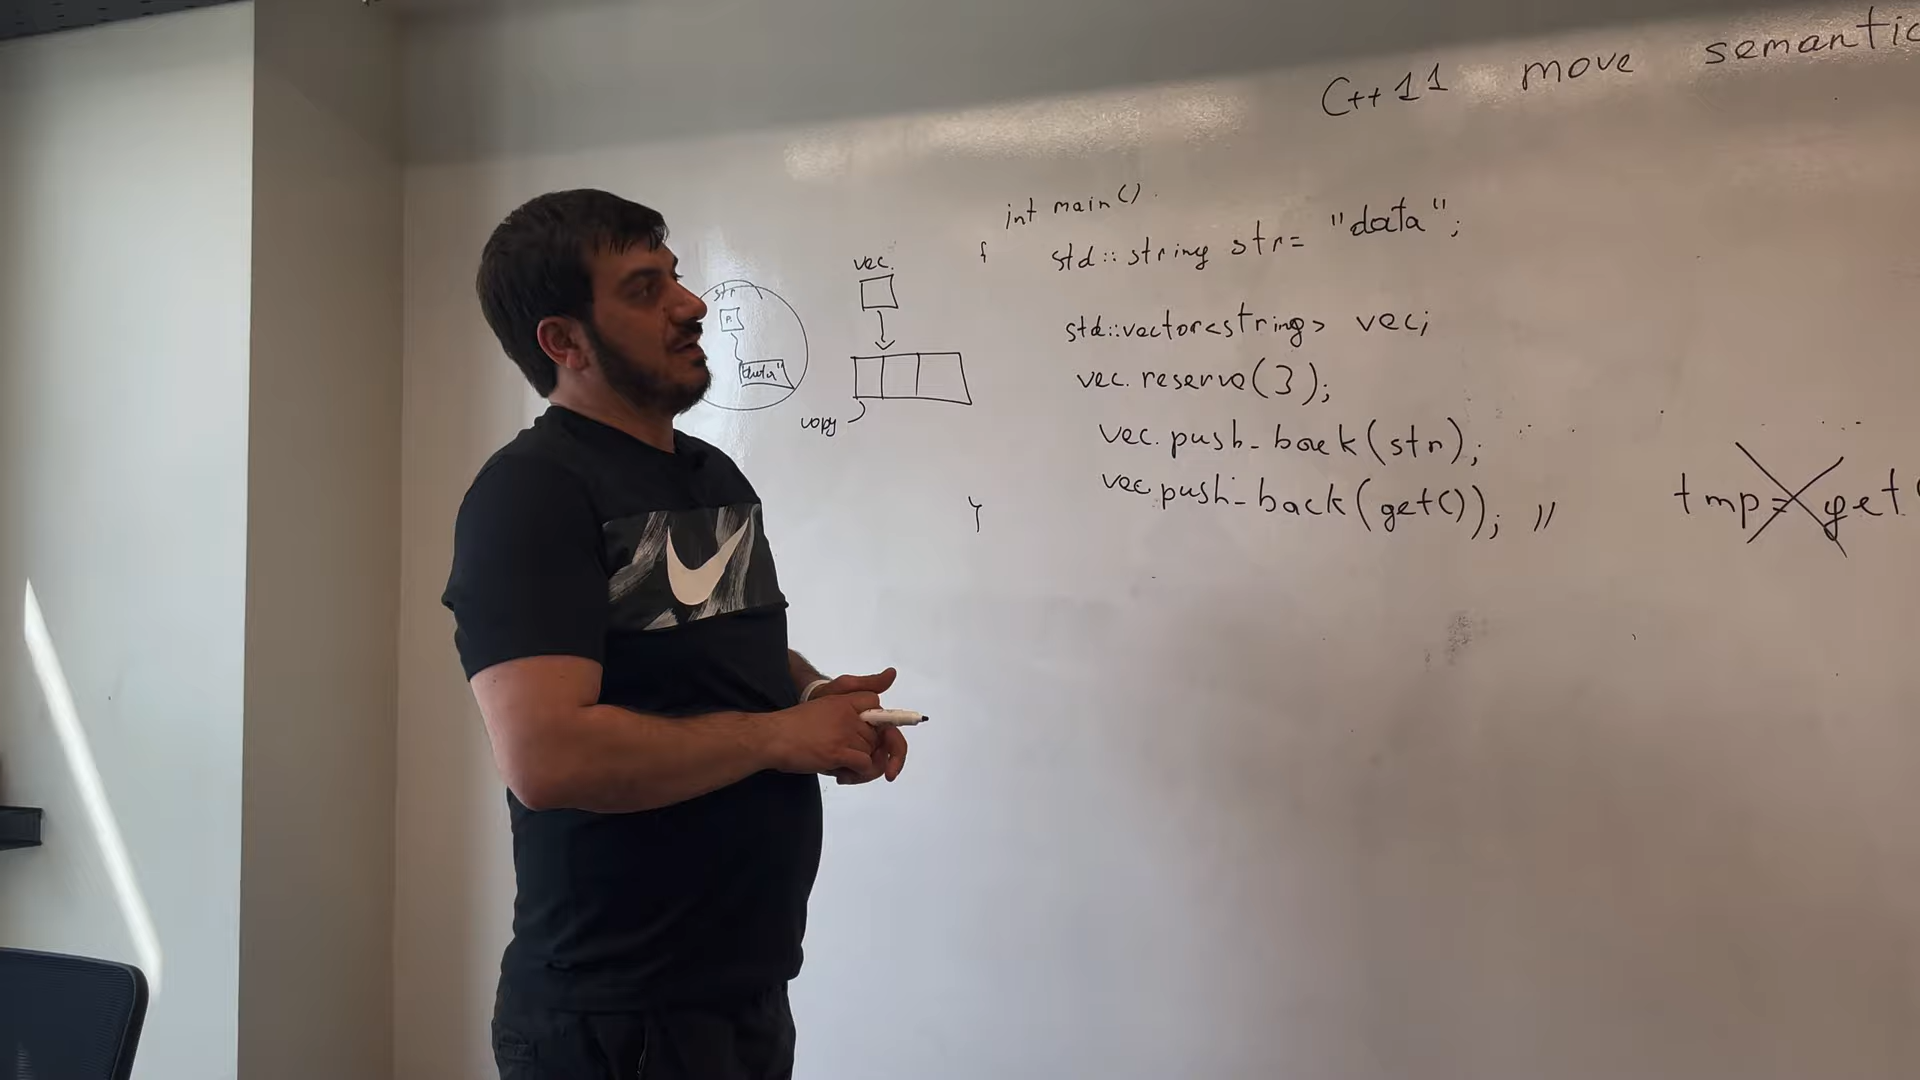 C++11 move semantic
int main()
{ std::string str= "data";
std::vector<string> vec;
vec.reserve(3);
vec.push_back(str);
vec.push_back(get()); // tmp = get(
}
vec.
str
P.
"data"
copy